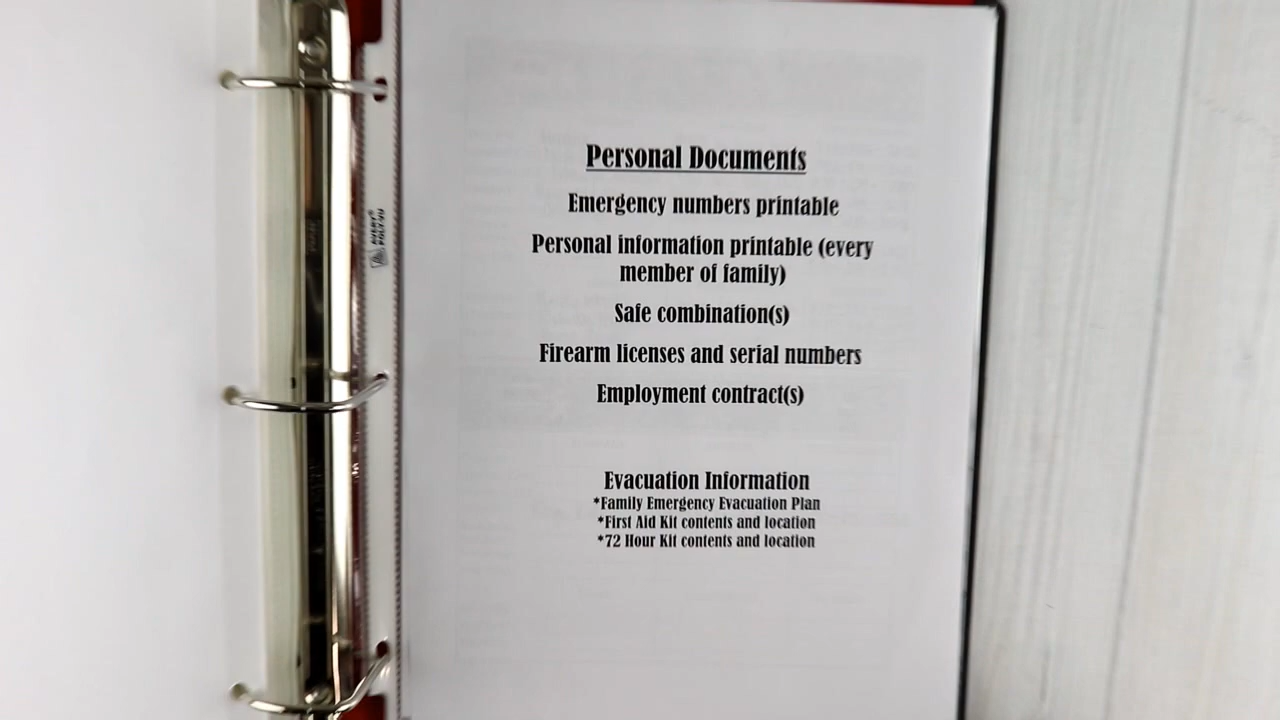 Personal Documents
Emergency numbers printable
Personal information printable (every
member of family)
Safe combination(s)
Firearm licenses and serial numbers
Employment contract(s)
Evacuation Information
*Family Emergency Evacuation Plan
*First Aid Kit contents and location
*72 Hour Kit contents and location
AVERY®